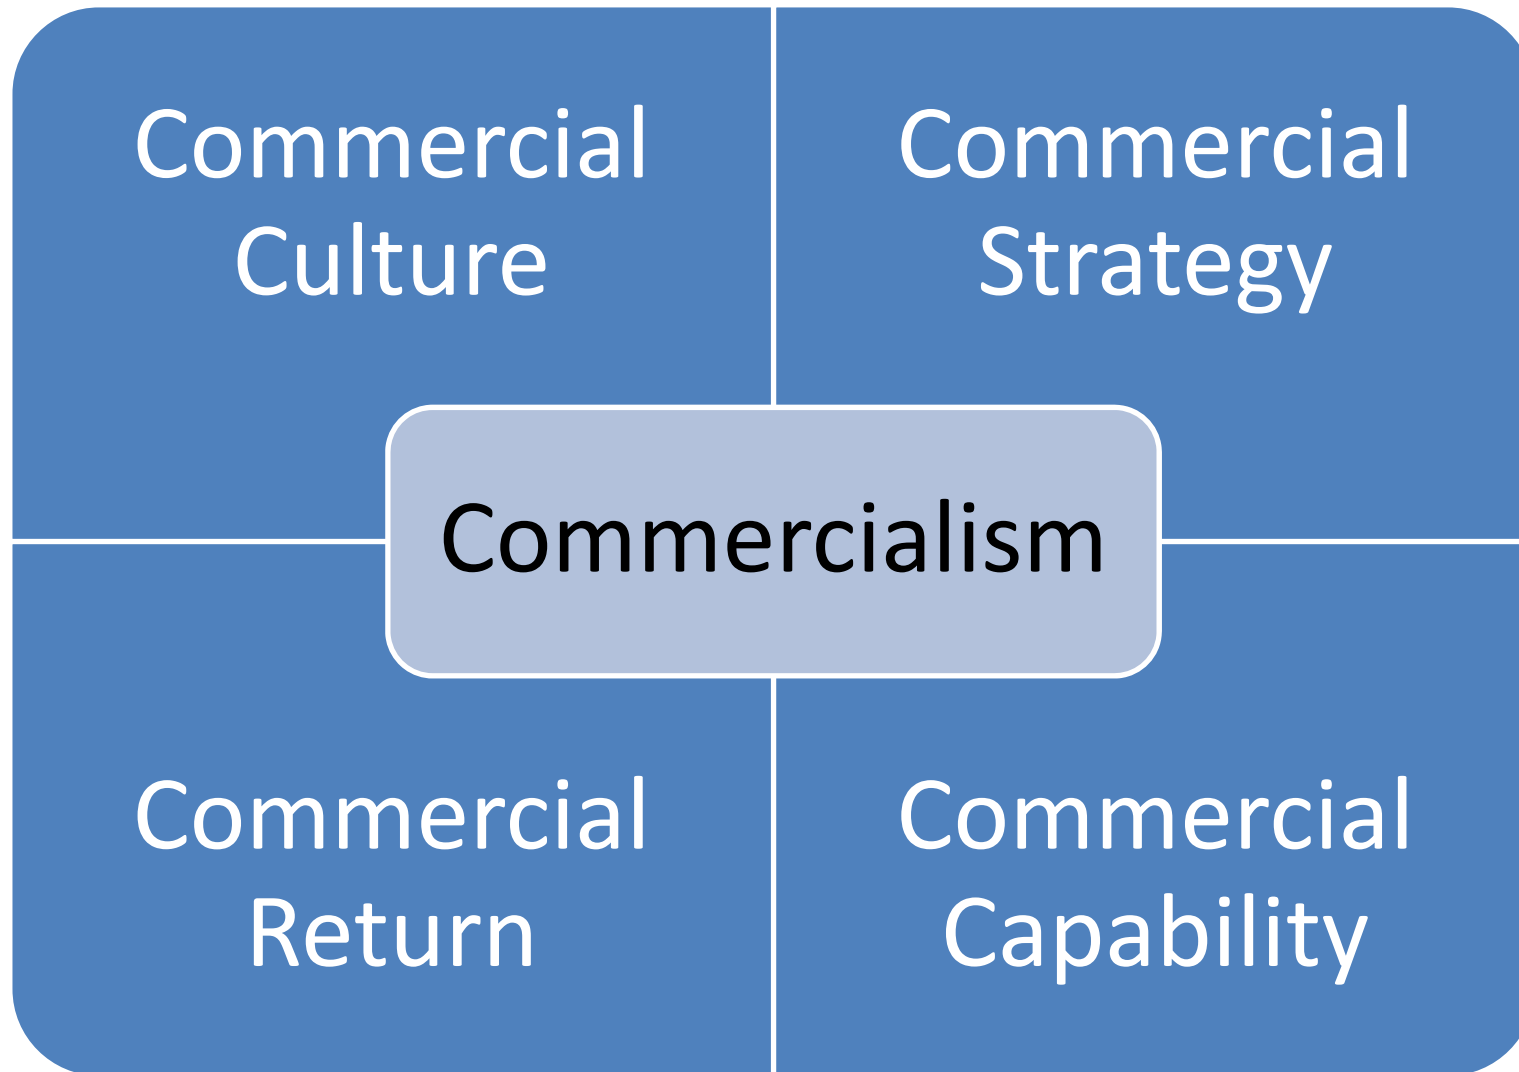 Commercial
Culture
Commercial
Strategy
Commercialism
Commercial
Return
Commercial
Capability